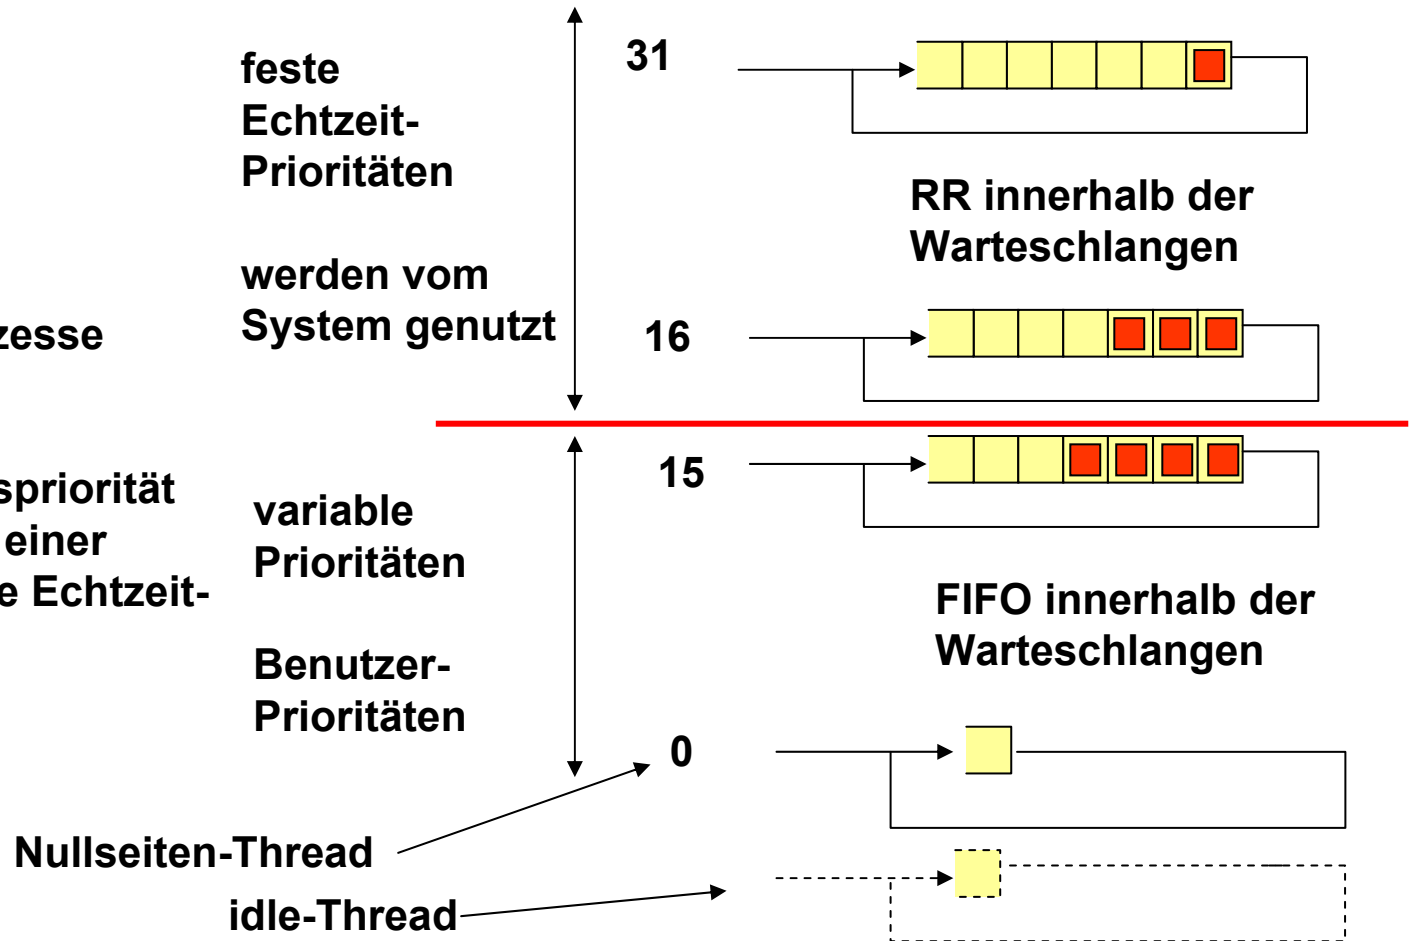 feste
Echtzeit-
Prioritäten
werden vom
System genutzt
31
RR innerhalb der
Warteschlangen
zesse
16
15
spriorität
einer
e Echtzeit-
variable
Prioritäten
Benutzer-
Prioritäten
FIFO innerhalb der
Warteschlangen
0
Nullseiten-Thread
idle-Thread